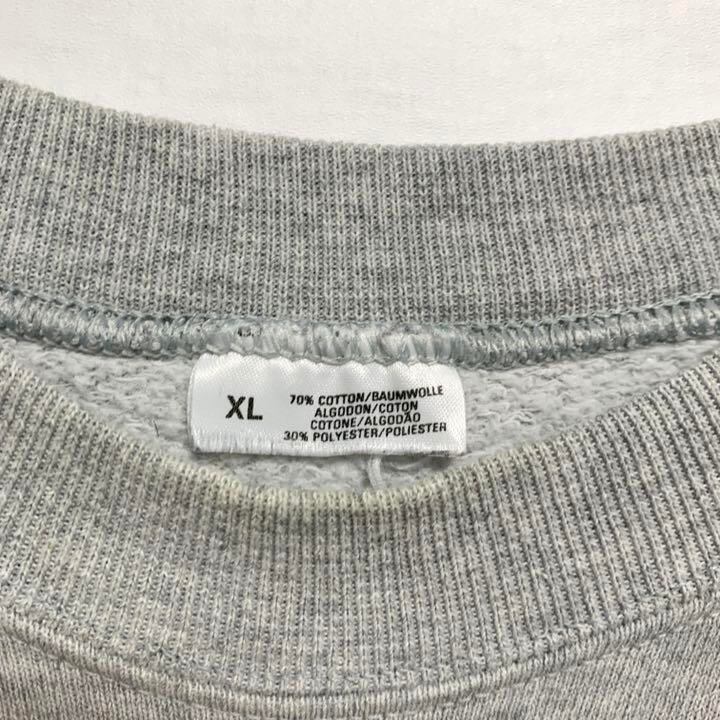 XL
70% COTTON/BAUMWOLLE
ALGODON/COTON
COTONE/ALGODÃO
30% POLYESTER/POLIESTER